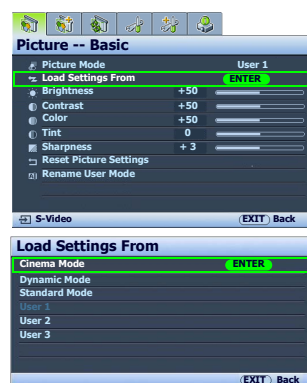 Picture -- Basic
Picture Mode User 1
Load Settings From ENTER
Brightness +50
Contrast +50
Color +50
Tint 0
Sharpness + 3
Reset Picture Settings
Rename User Mode
S-Video EXIT Back
Load Settings From
Cinema Mode ENTER
Dynamic Mode
Standard Mode
User 1
User 2
User 3
EXIT Back